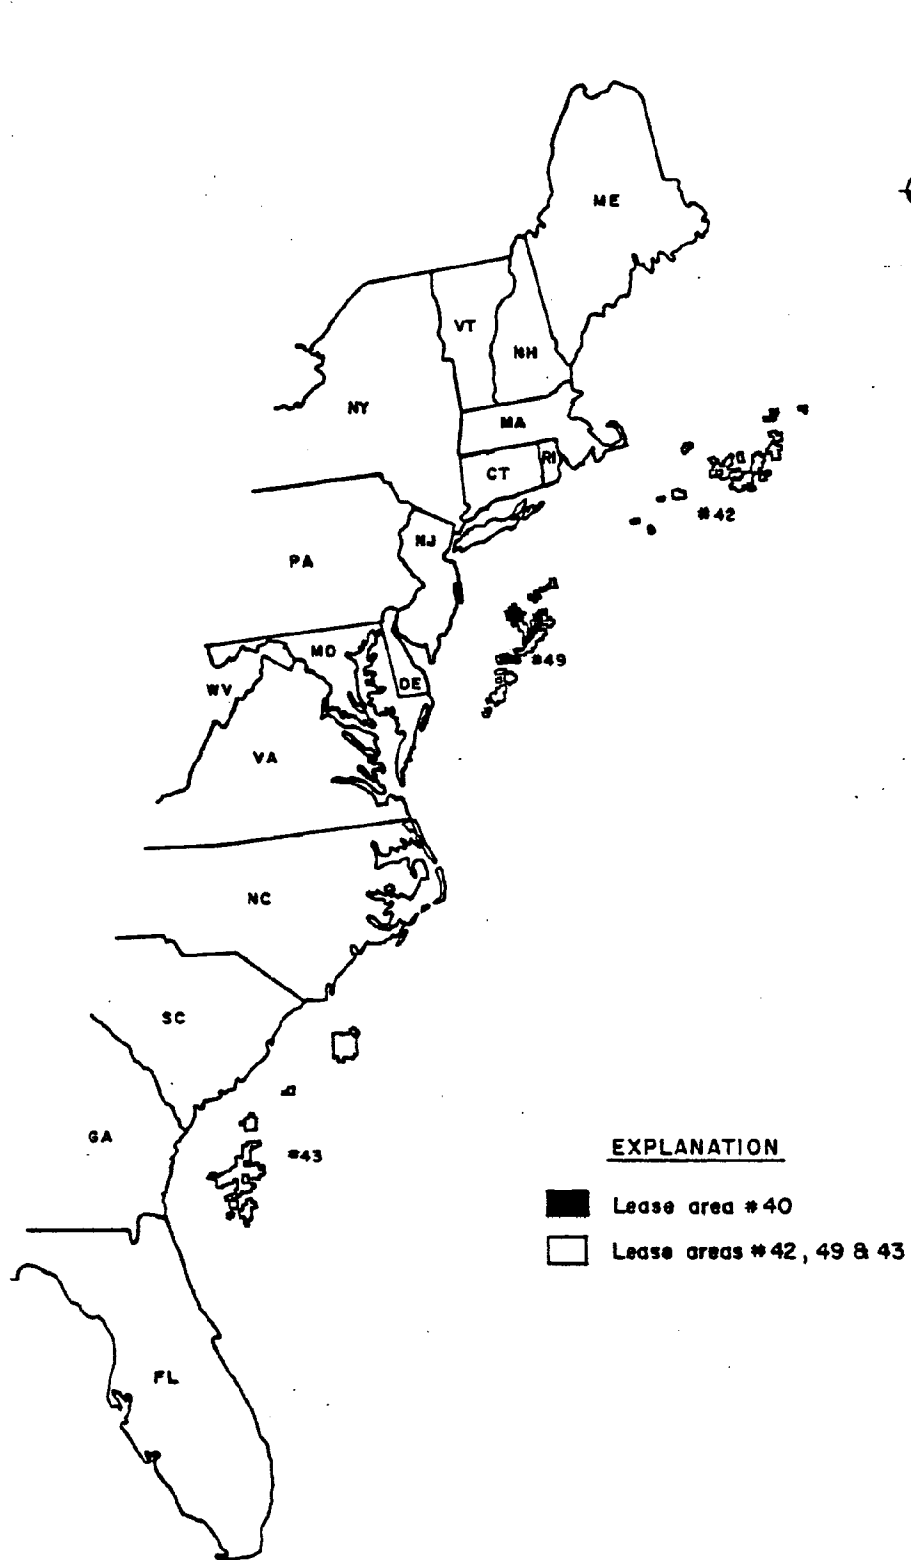 ME
VT
NH
NY
MA
CT
RI
#42
NJ
PA
MD
#49
WV
DE
VA
NC
SC
GA
#43
EXPLANATION
Lease area #40
Lease areas #42, 49 & 43
FL